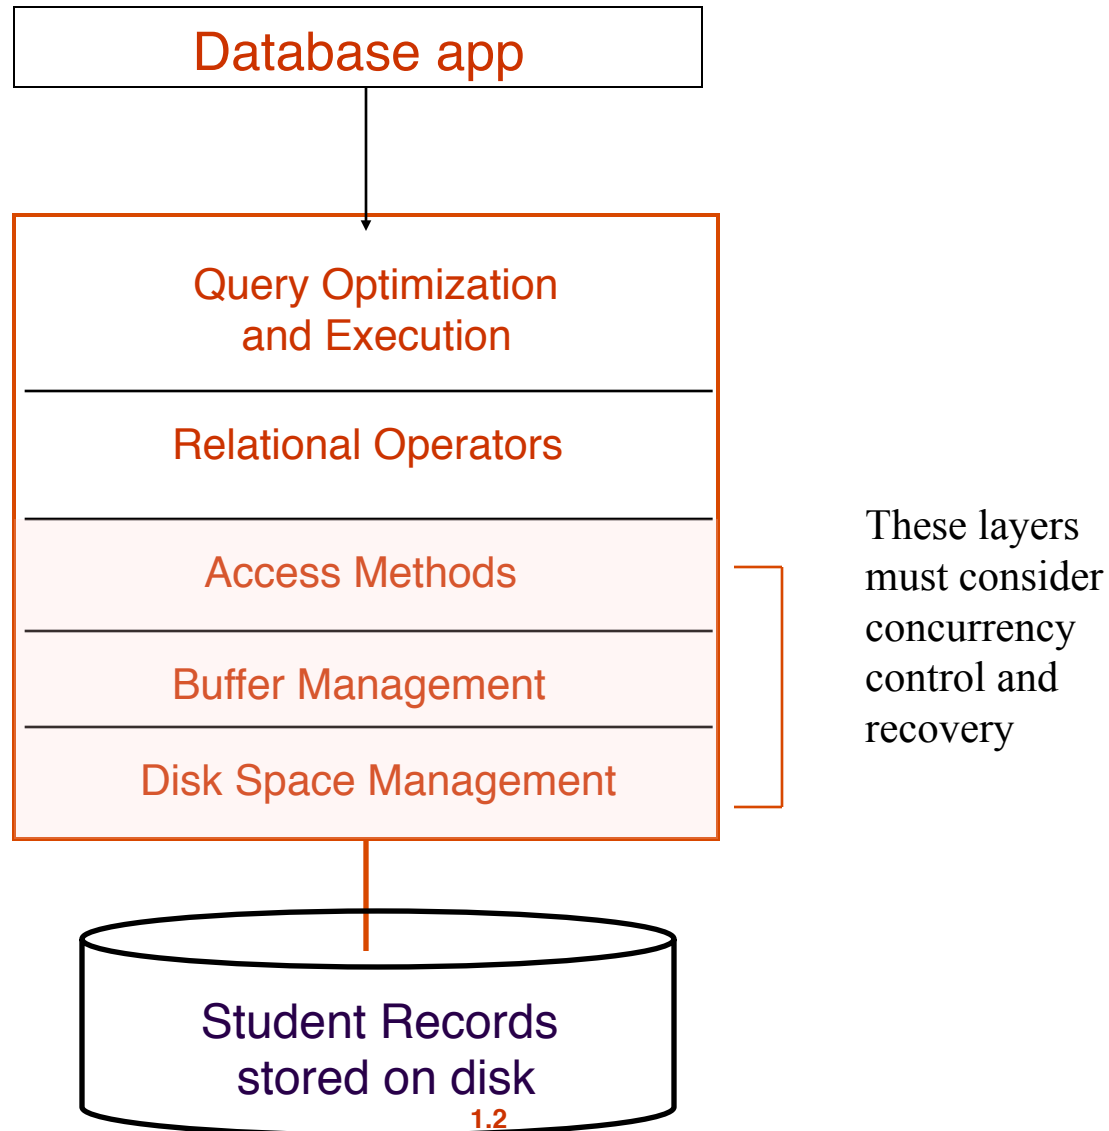 Database app
Query Optimization
and Execution
Relational Operators
Access Methods
Buffer Management
Disk Space Management
These layers
must consider
concurrency
control and
recovery
Student Records
stored on disk
1.2